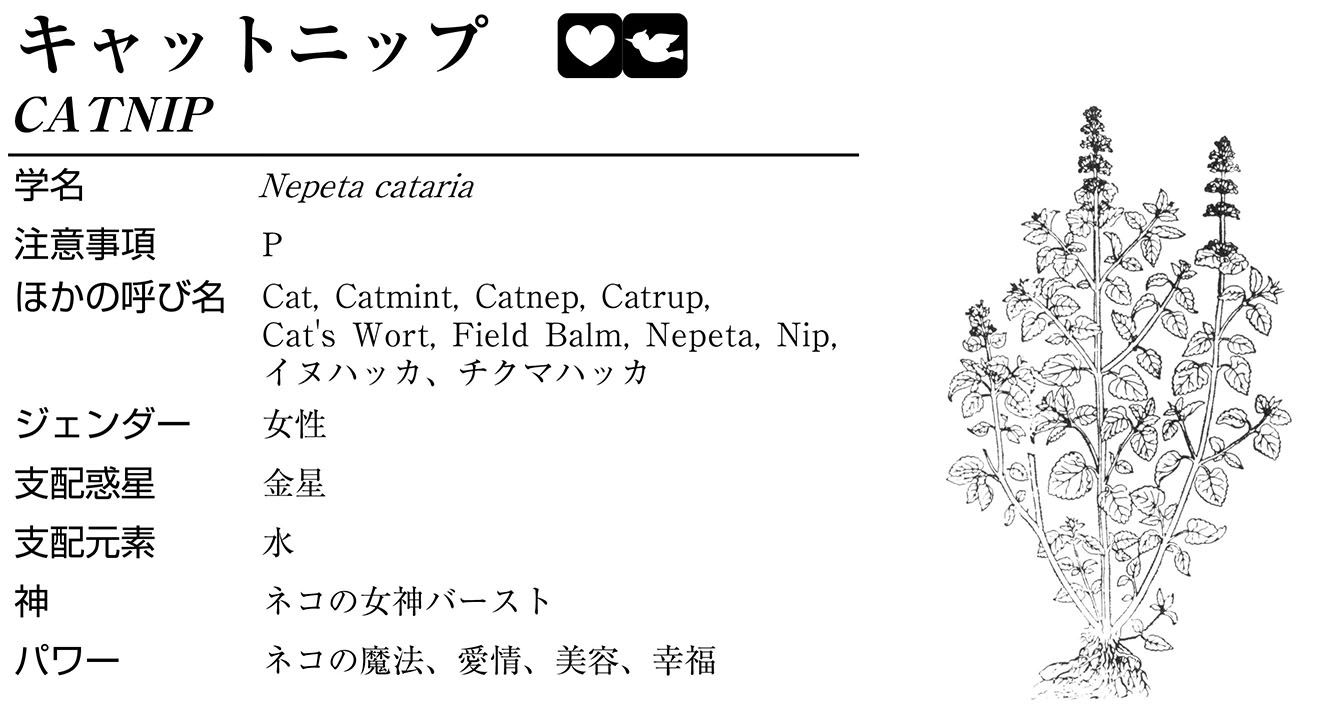 キャットニップ
CATNIP
学名 Nepeta cataria
注意事項 P
ほかの呼び名 Cat, Catmint, Catnep, Catrup,
Cat's Wort, Field Balm, Nepeta, Nip,
イヌハッカ、チクマハッカ
ジェンダー 女性
支配惑星 金星
支配元素 水
神 ネコの女神バースト
パワー ネコの魔法、愛情、美容、幸福